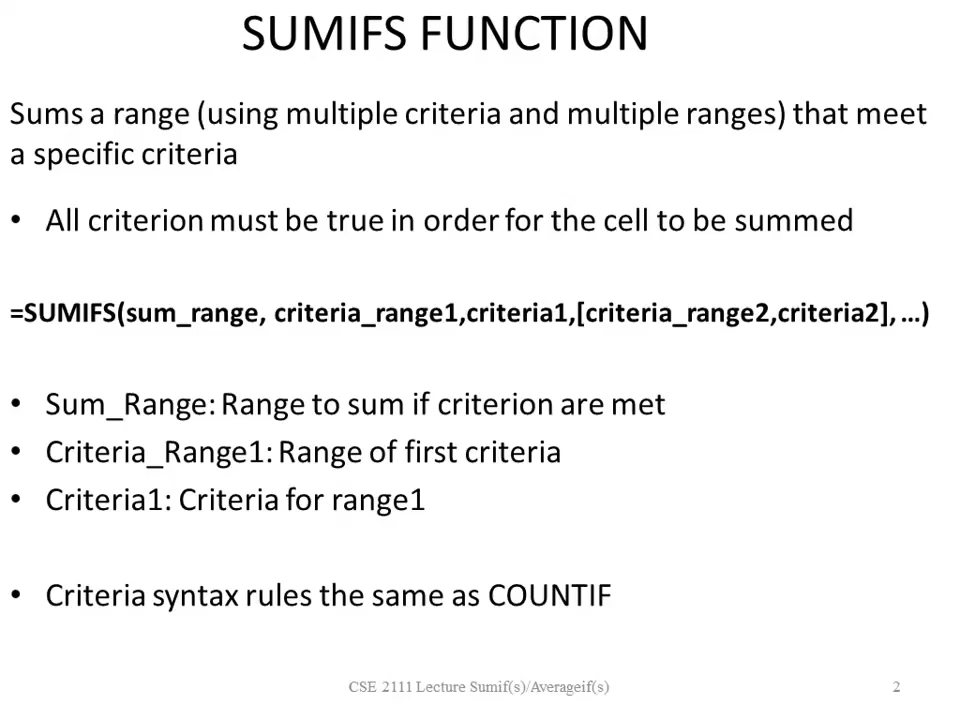 SUMIFS FUNCTION
Sums a range (using multiple criteria and multiple ranges) that meet
a specific criteria
• All criterion must be true in order for the cell to be summed
=SUMIFS(sum_range, criteria_range1,criteria1,[criteria_range2,criteria2], …)
• Sum_Range: Range to sum if criterion are met
• Criteria_Range1: Range of first criteria
• Criteria1: Criteria for range1
• Criteria syntax rules the same as COUNTIF
CSE 2111 Lecture Sumif(s)/Averageif(s)
2